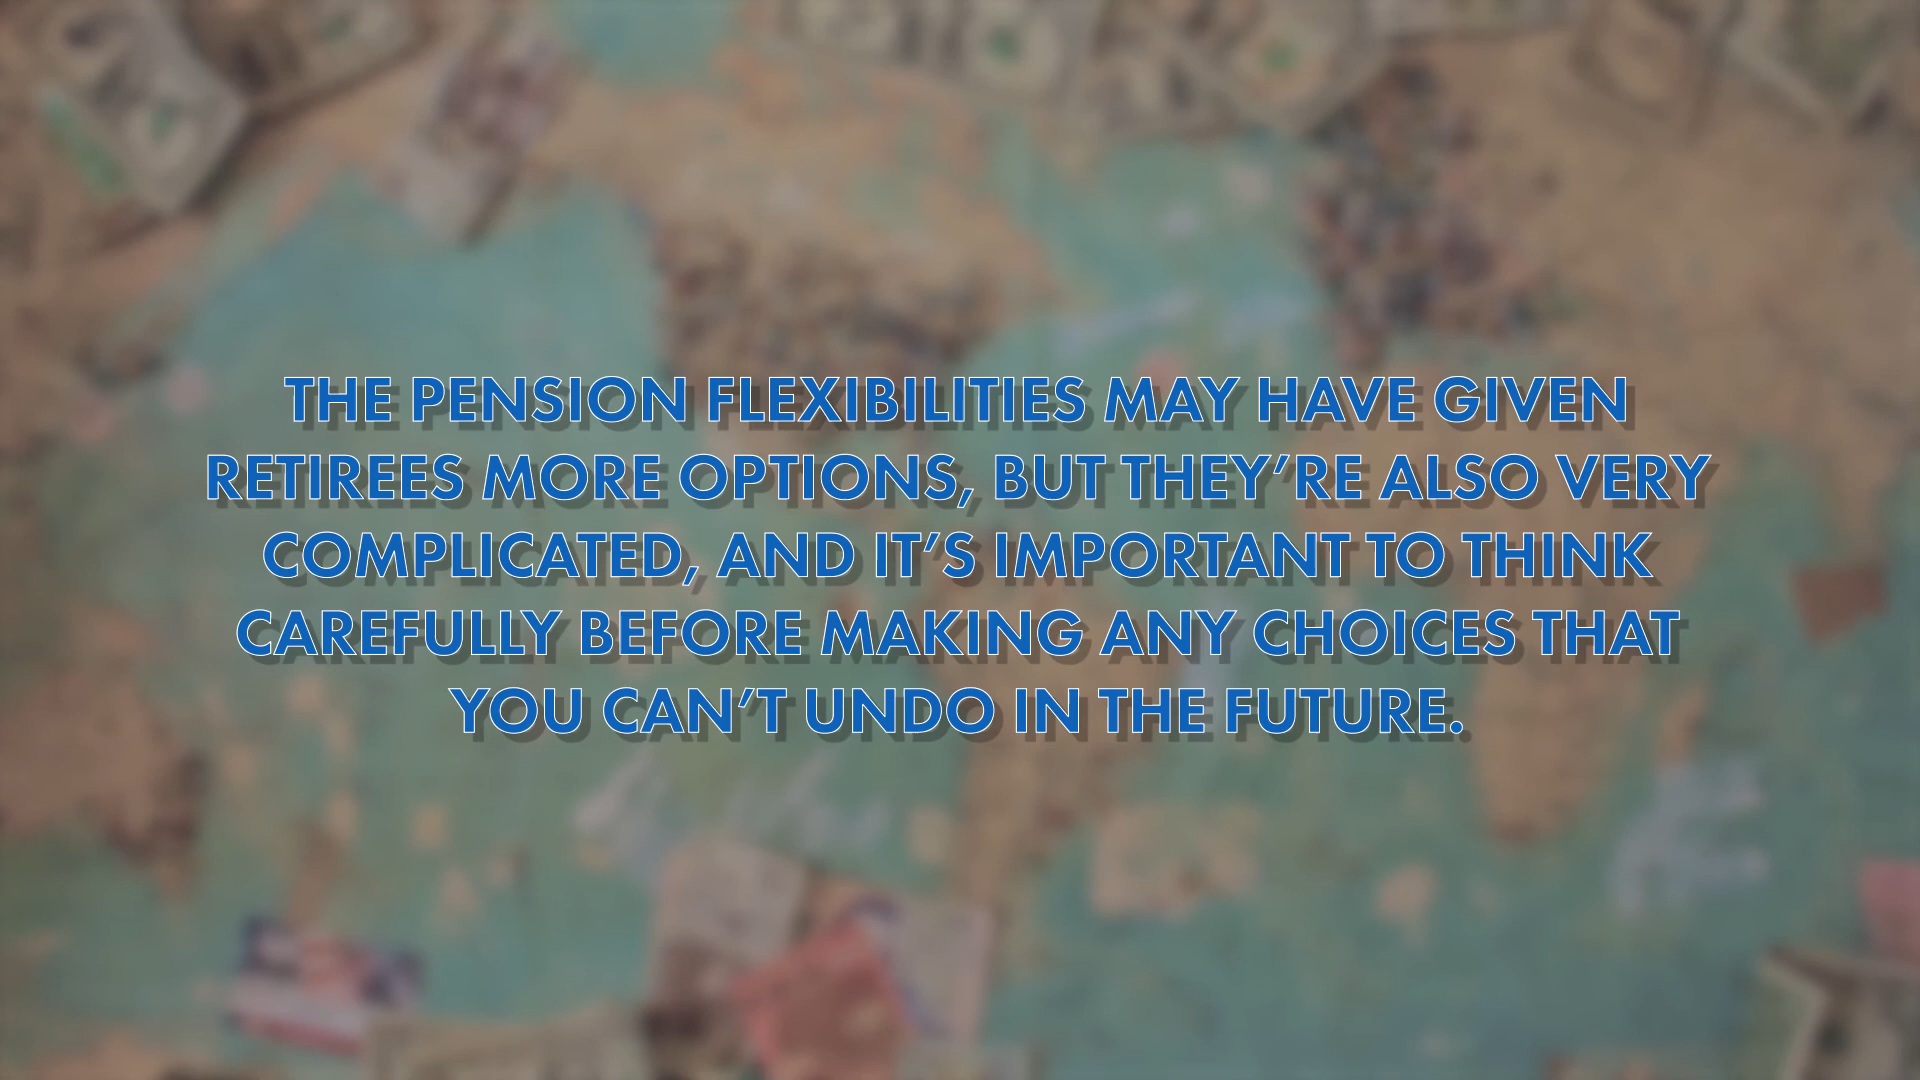 THE PENSION FLEXIBILITIES MAY HAVE GIVEN
RETIREES MORE OPTIONS, BUT THEY’RE ALSO VERY
COMPLICATED, AND IT’S IMPORTANT TO THINK
CAREFULLY BEFORE MAKING ANY CHOICES THAT
YOU CAN’T UNDO IN THE FUTURE.